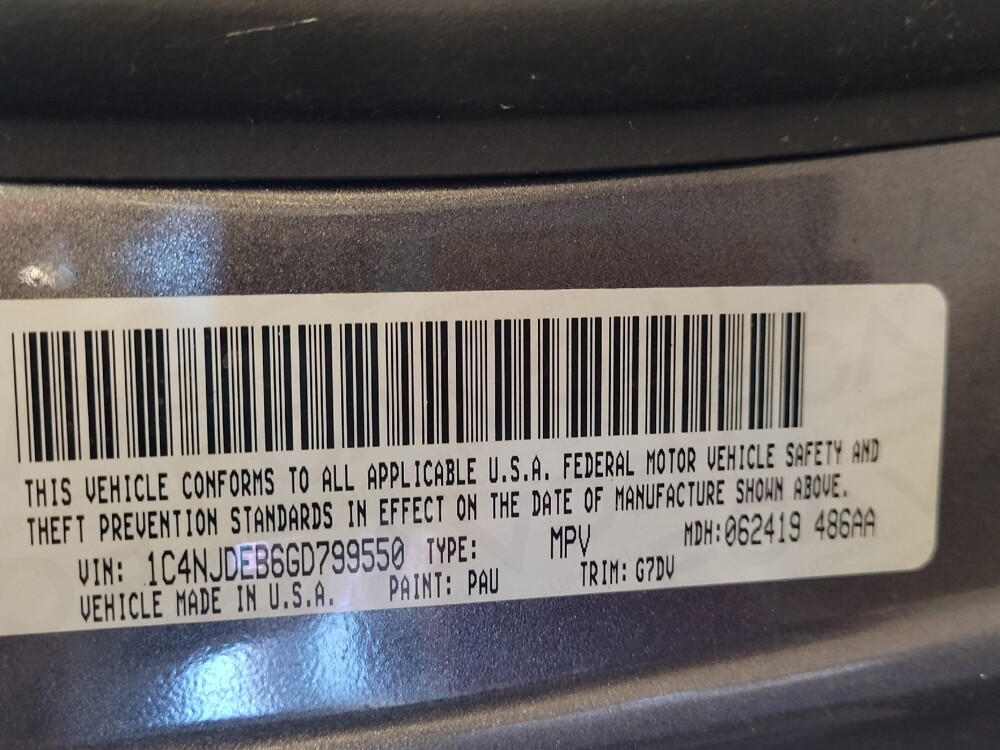 THIS VEHICLE CONFORMS TO ALL APPLICABLE U.S.A. FEDERAL MOTOR VEHICLE SAFETY AND
THEFT PREVENTION STANDARDS IN EFFECT ON THE DATE OF MANUFACTURE SHOWN ABOVE.
VIN: 1C4NJDEB6GD799550 TYPE: MPV MDH:062419 486AA
VEHICLE MADE IN U.S.A. PAINT: PAU TRIM: G7DV